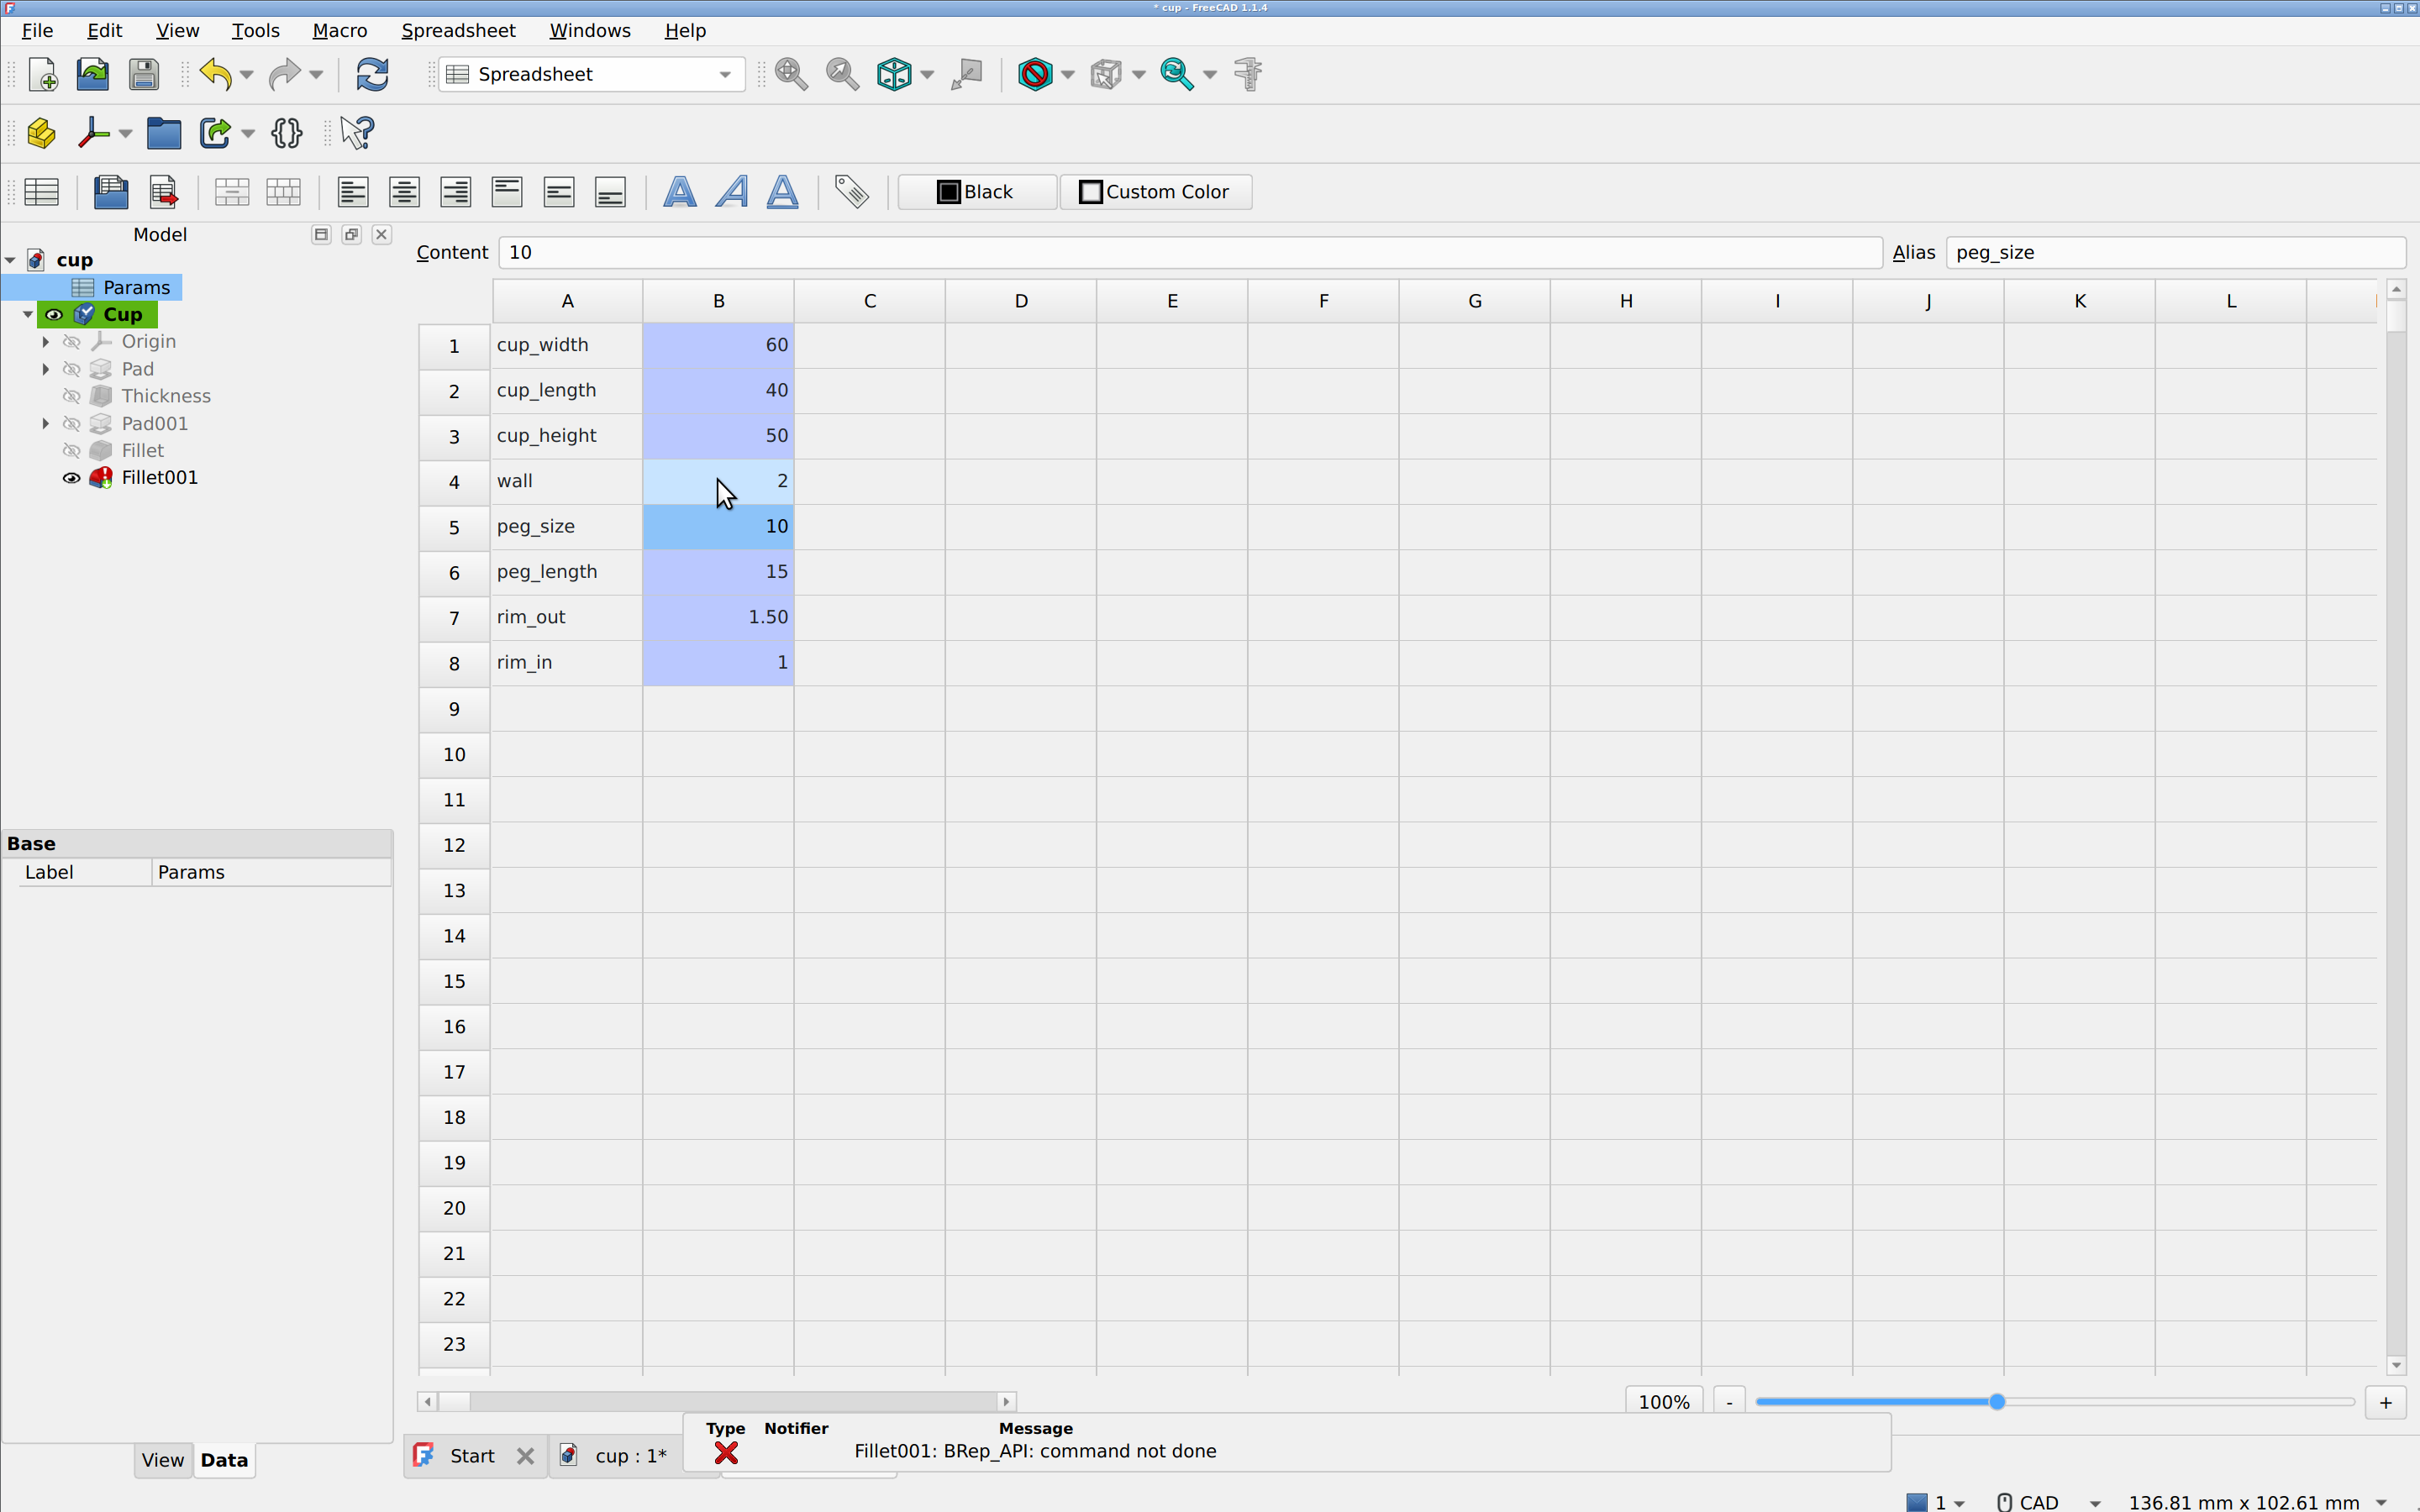 * cup - FreeCAD 1.1.4
File Edit View Tools Macro Spreadsheet Windows Help
Spreadsheet
Black Custom Color
Model
Content 10 Alias peg_size
cup
Params
Cup
Origin
Pad
Thickness
Pad001
Fillet
Fillet001
A B C D E F G H I J K L
1 cup_width 60
2 cup_length 40
3 cup_height 50
4 wall 2
5 peg_size 10
6 peg_length 15
7 rim_out 1.50
8 rim_in 1
9
10
11
12
13
14
15
16
17
18
19
20
21
22
23
Base
Label Params
View Data
100% - +
Start cup : 1*
Type Notifier Message
Fillet001: BRep_API: command not done
1 CAD 136.81 mm x 102.61 mm